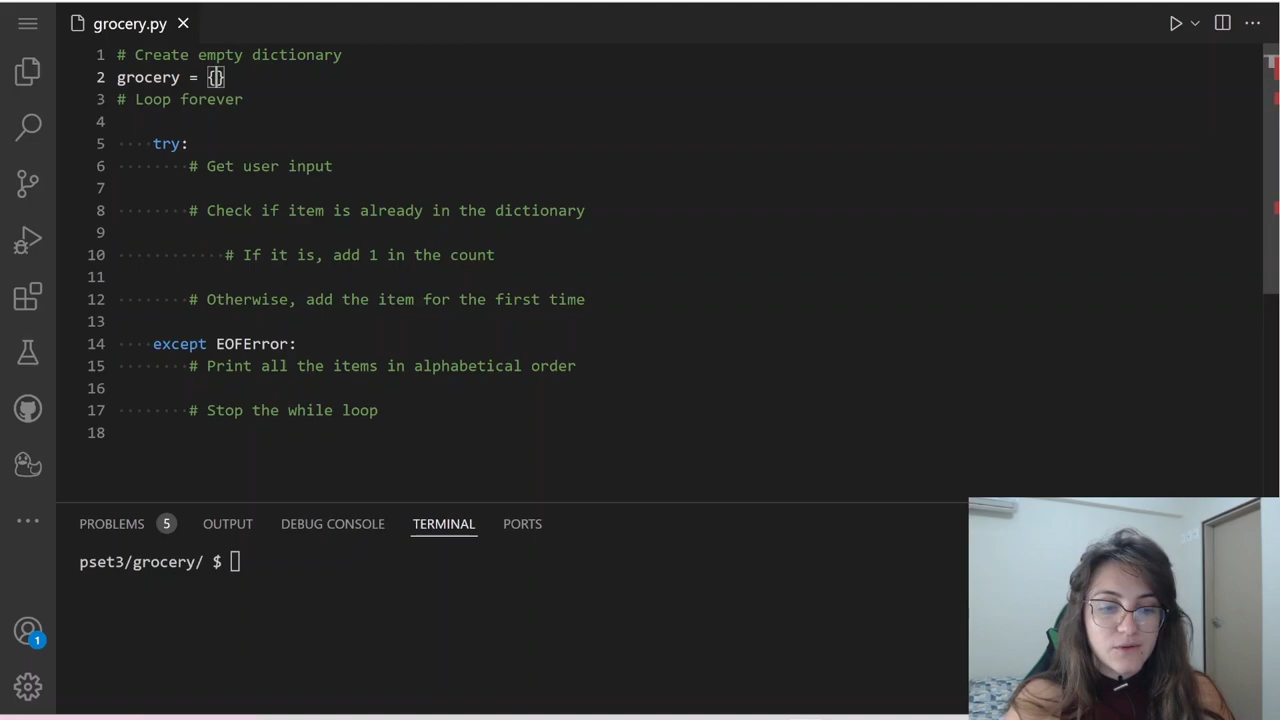 grocery.py
1 # Create empty dictionary
2 grocery = {}
3 # Loop forever
4
5 try:
6 # Get user input
7
8 # Check if item is already in the dictionary
9
10 # If it is, add 1 in the count
11
12 # Otherwise, add the item for the first time
13
14 except EOFError:
15 # Print all the items in alphabetical order
16
17 # Stop the while loop
18
PROBLEMS 5 OUTPUT DEBUG CONSOLE TERMINAL PORTS
pset3/grocery/ $
1